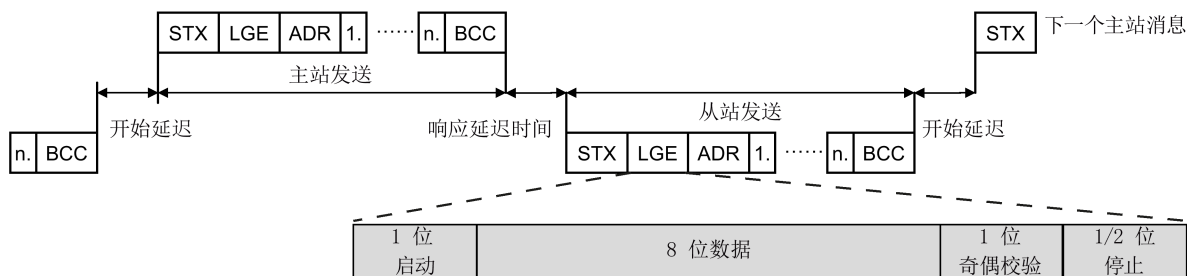 STX LGE ADR 1. ······ n. BCC
STX 下一个主站消息
主站发送
开始延迟
响应延迟时间
从站发送
开始延迟
n. BCC
STX LGE ADR 1. ······ n. BCC
1 位
启动
8 位数据
1 位
奇偶校验
1/2 位
停止